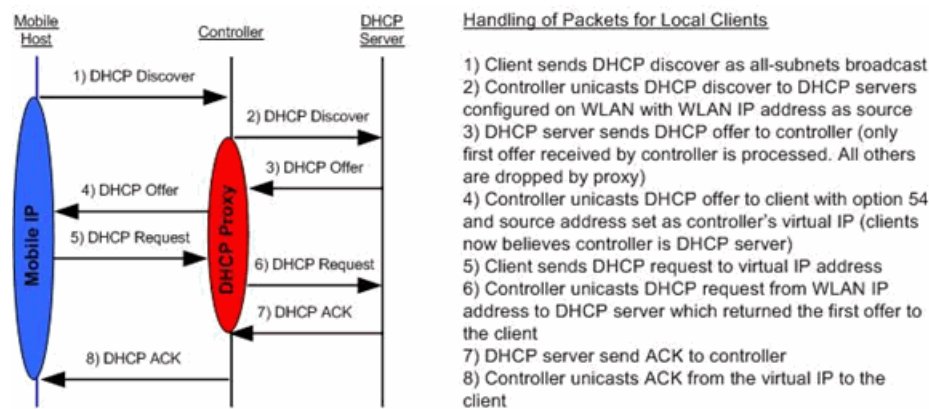 Mobile
Host
Controller
DHCP
Server
1) DHCP Discover
2) DHCP Discover
3) DHCP Offer
4) DHCP Offer
5) DHCP Request
6) DHCP Request
7) DHCP ACK
8) DHCP ACK
Mobile IP
DHCP Proxy
Handling of Packets for Local Clients
1) Client sends DHCP discover as all-subnets broadcast
2) Controller unicasts DHCP discover to DHCP servers
configured on WLAN with WLAN IP address as source
3) DHCP server sends DHCP offer to controller (only
first offer received by controller is processed. All others
are dropped by proxy)
4) Controller unicasts DHCP offer to client with option 54
and source address set as controller's virtual IP (clients
now believes controller is DHCP server)
5) Client sends DHCP request to virtual IP address
6) Controller unicasts DHCP request from WLAN IP
address to DHCP server which returned the first offer to
the client
7) DHCP server send ACK to controller
8) Controller unicasts ACK from the virtual IP to the
client